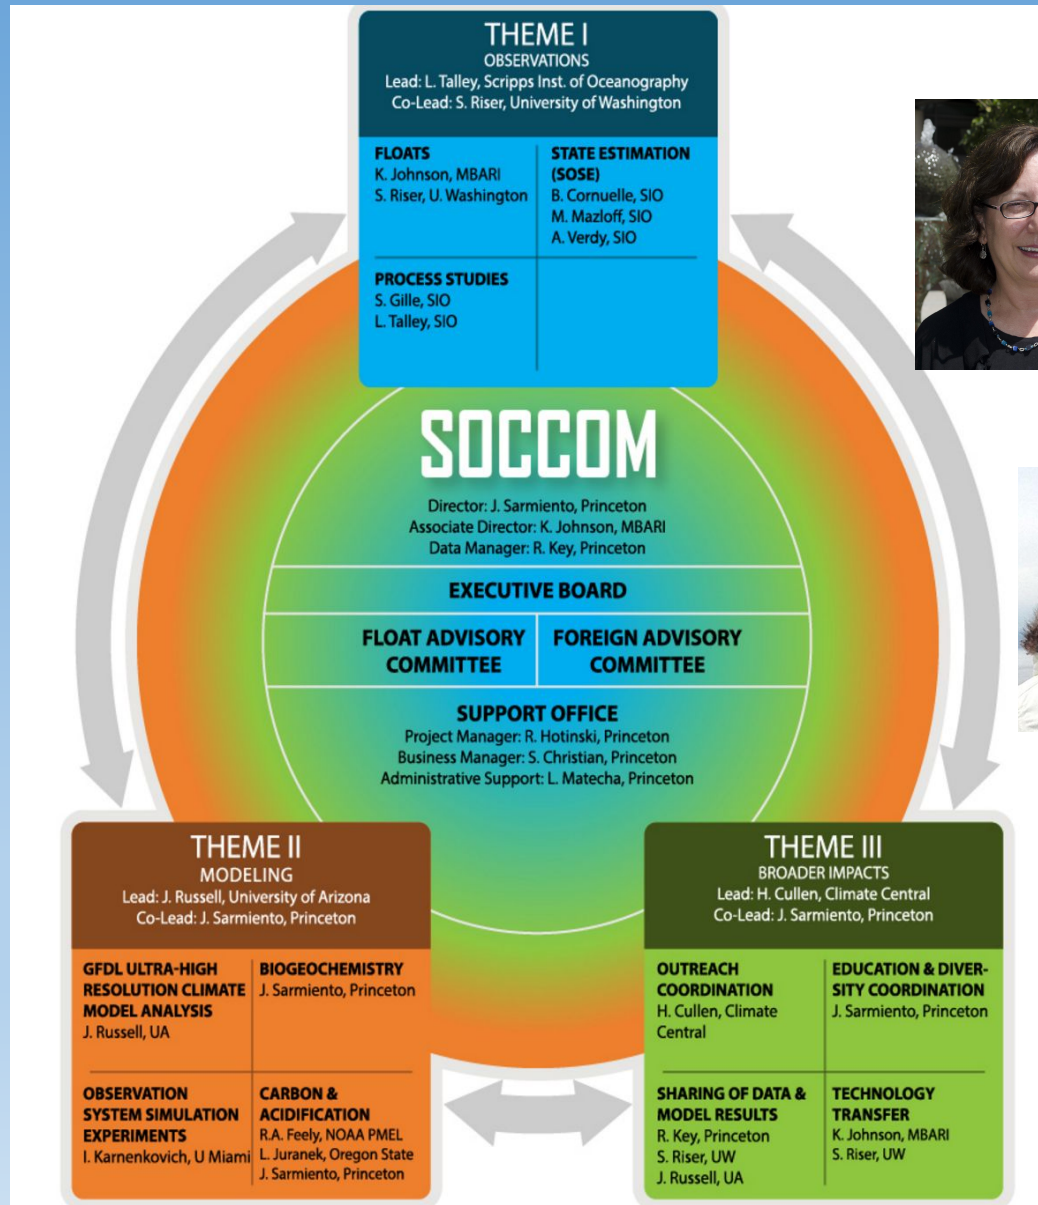 THEME I
OBSERVATIONS
Lead: L. Talley, Scripps Inst. of Oceanography
Co-Lead: S. Riser, University of Washington
FLOATS
K. Johnson, MBARI
S. Riser, U. Washington
STATE ESTIMATION
(SOSE)
B. Cornuelle, SIO
M. Mazloff, SIO
A. Verdy, SIO
PROCESS STUDIES
S. Gille, SIO
L. Talley, SIO
SOCCOM
Director: J. Sarmiento, Princeton
Associate Director: K. Johnson, MBARI
Data Manager: R. Key, Princeton
EXECUTIVE BOARD
FLOAT ADVISORY
COMMITTEE
FOREIGN ADVISORY
COMMITTEE
SUPPORT OFFICE
Project Manager: R. Hotinski, Princeton
Business Manager: S. Christian, Princeton
Administrative Support: L. Matecha, Princeton
THEME II
MODELING
Lead: J. Russell, University of Arizona
Co-Lead: J. Sarmiento, Princeton
GFDL ULTRA-HIGH
RESOLUTION CLIMATE
MODEL ANALYSIS
J. Russell, UA
BIOGEOCHEMISTRY
J. Sarmiento, Princeton
OBSERVATION
SYSTEM SIMULATION
EXPERIMENTS
I. Karnenkovich, U Miami
CARBON &
ACIDIFICATION
R.A. Feely, NOAA PMEL
L. Juranek, Oregon State
J. Sarmiento, Princeton
THEME III
BROADER IMPACTS
Lead: H. Cullen, Climate Central
Co-Lead: J. Sarmiento, Princeton
OUTREACH
COORDINATION
H. Cullen, Climate
Central
EDUCATION & DIVER-
SITY COORDINATION
J. Sarmiento, Princeton
SHARING OF DATA &
MODEL RESULTS
R. Key, Princeton
S. Riser, UW
J. Russell, UA
TECHNOLOGY
TRANSFER
K. Johnson, MBARI
S. Riser, UW